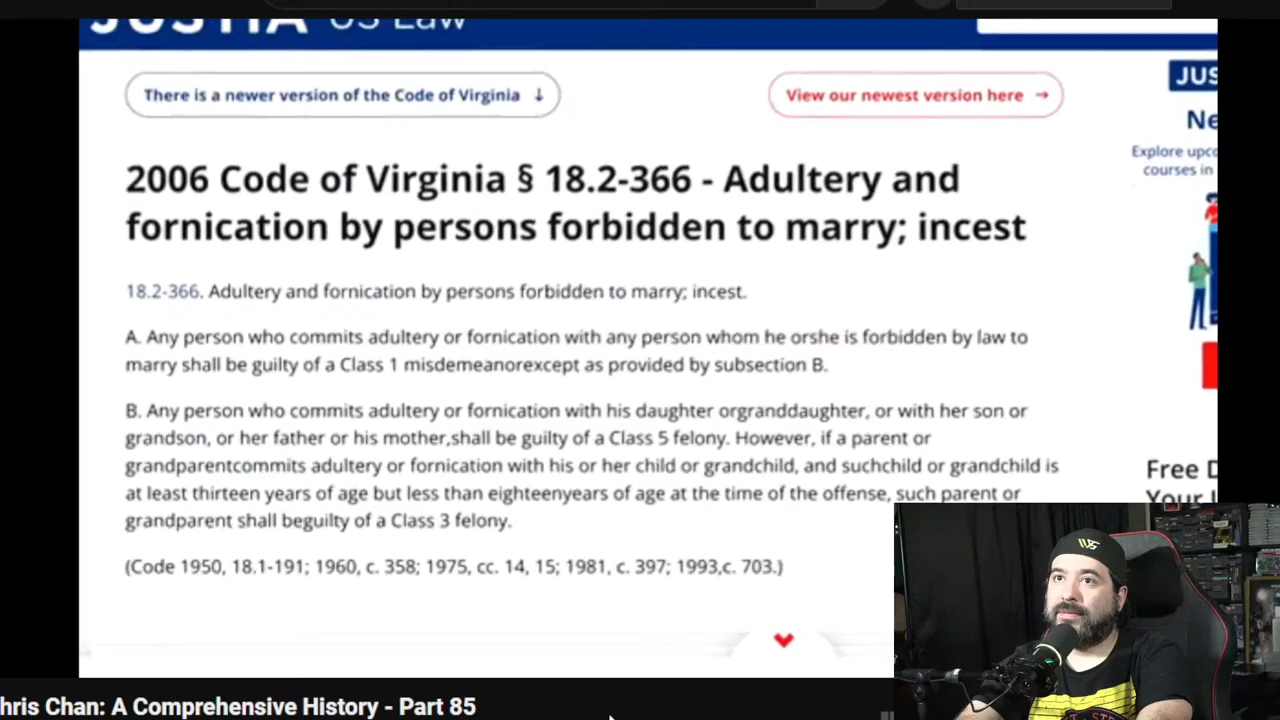 JUSTIA US Law
There is a newer version of the Code of Virginia ↓
View our newest version here →
JUS
Ne
Explore upco
courses in
2006 Code of Virginia § 18.2-366 - Adultery and
fornication by persons forbidden to marry; incest
18.2-366. Adultery and fornication by persons forbidden to marry; incest.
A. Any person who commits adultery or fornication with any person whom he orshe is forbidden by law to
marry shall be guilty of a Class 1 misdemeanorexcept as provided by subsection B.
B. Any person who commits adultery or fornication with his daughter orgranddaughter, or with her son or
grandson, or her father or his mother,shall be guilty of a Class 5 felony. However, if a parent or
grandparentcommits adultery or fornication with his or her child or grandchild, and suchchild or grandchild is
at least thirteen years of age but less than eighteenyears of age at the time of the offense, such parent or
grandparent shall beguilty of a Class 3 felony.
(Code 1950, 18.1-191; 1960, c. 358; 1975, cc. 14, 15; 1981, c. 397; 1993,c. 703.)
Free D
Your
hris Chan: A Comprehensive History - Part 85